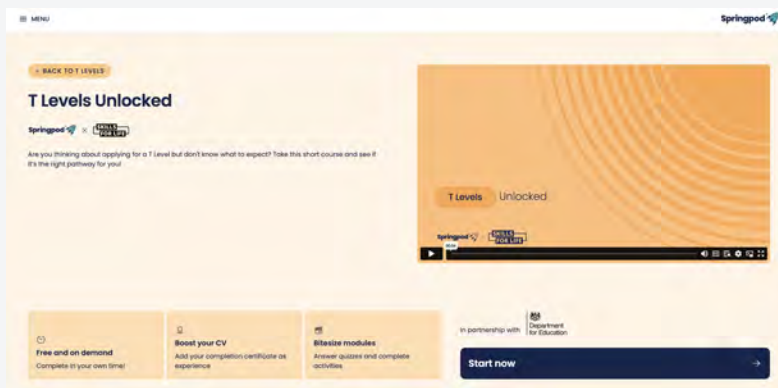 MENU
Springpod
< BACK TO T LEVELS
T Levels Unlocked
Springpod × SKILLS FOR LIFE
Are you thinking about applying for a T Level but don't know what to expect? Take this short course and see if
it's the right pathway for you!
T Levels Unlocked
Springpod × SKILLS FOR LIFE
Free and on demand
Complete in your own time!
Boost your CV
Add your completion certificate as
experience
Bitesize modules
Answer quizzes and complete
activities
In partnership with
Department
for Education
Start now →